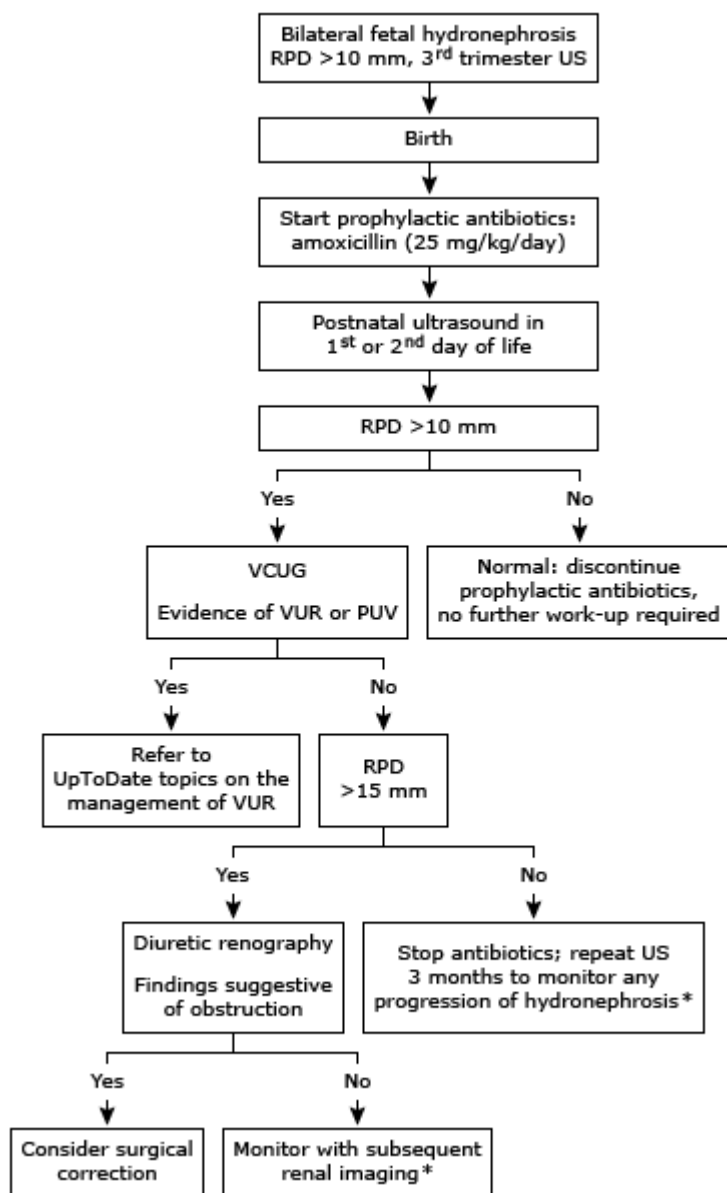 Bilateral fetal hydronephrosis
RPD >10 mm, 3rd trimester US
Birth
Start prophylactic antibiotics:
amoxicillin (25 mg/kg/day)
Postnatal ultrasound in
1st or 2nd day of life
RPD >10 mm
Yes
No
VCUG
Evidence of VUR or PUV
Normal: discontinue
prophylactic antibiotics,
no further work-up required
Yes
No
Refer to
UpToDate topics on the
management of VUR
RPD
>15 mm
Yes
No
Diuretic renography
Findings suggestive
of obstruction
Stop antibiotics; repeat US
3 months to monitor any
progression of hydronephrosis*
Yes
No
Consider surgical
correction
Monitor with subsequent
renal imaging*